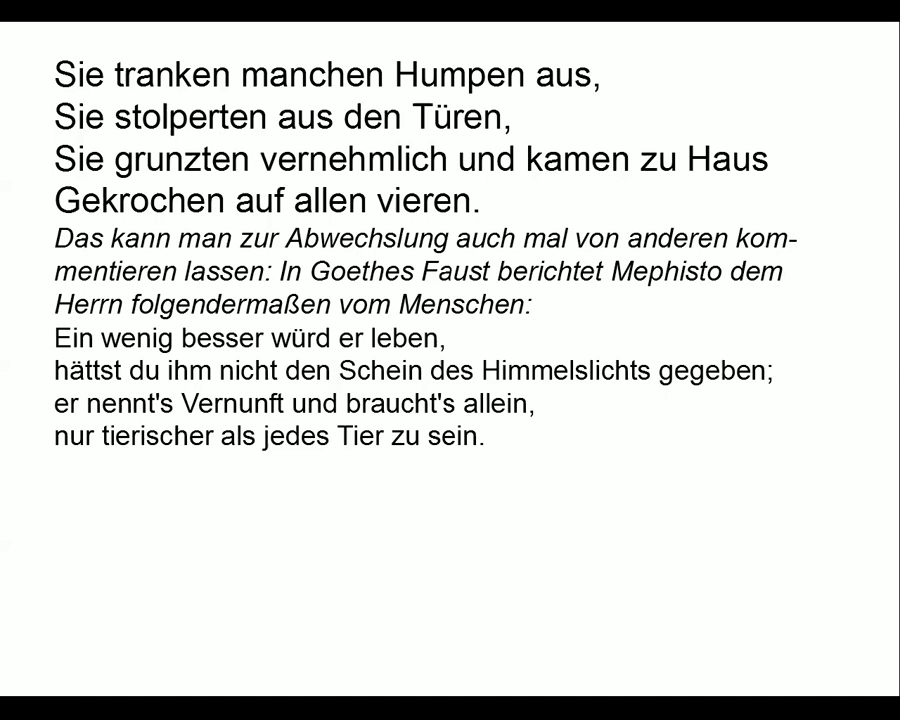 Sie tranken manchen Humpen aus,
Sie stolperten aus den Türen,
Sie grunzten vernehmlich und kamen zu Haus
Gekrochen auf allen vieren.
Das kann man zur Abwechslung auch mal von anderen kom-
mentieren lassen: In Goethes Faust berichtet Mephisto dem
Herrn folgendermaßen vom Menschen:
Ein wenig besser würd er leben,
hättst du ihm nicht den Schein des Himmelslichts gegeben;
er nennt's Vernunft und braucht's allein,
nur tierischer als jedes Tier zu sein.